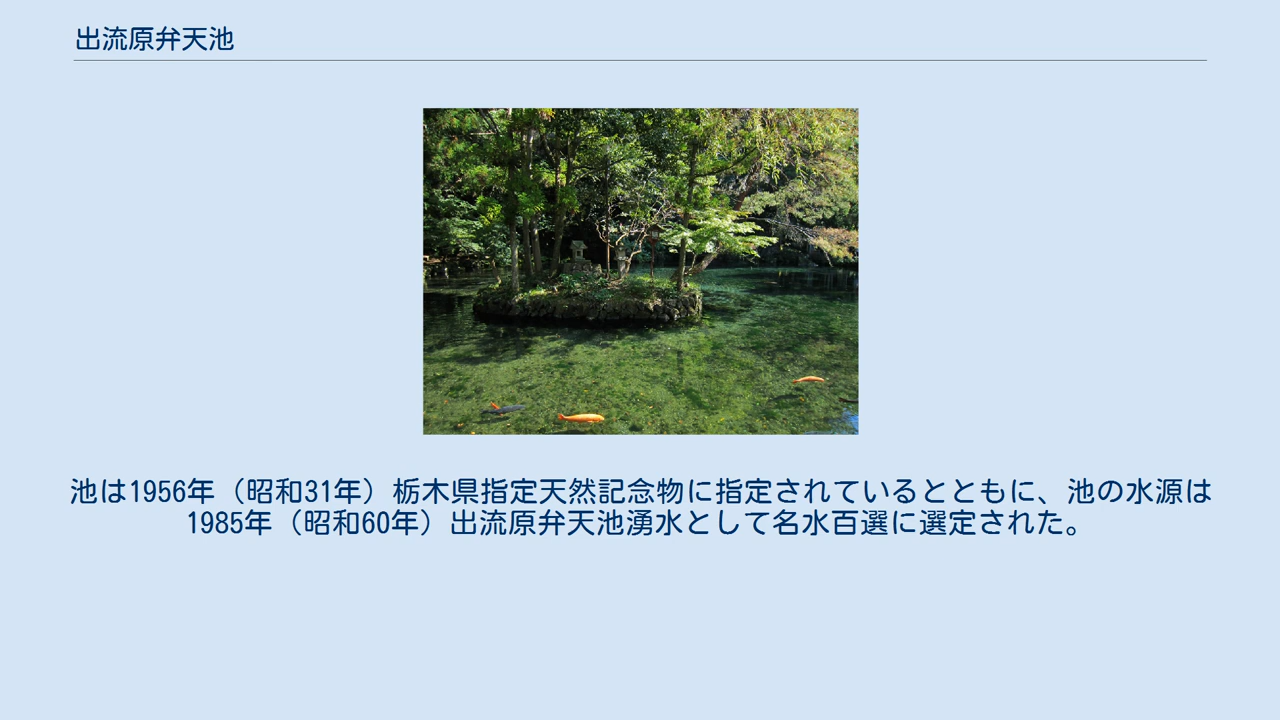 出流原弁天池
池は1956年（昭和31年）栃木県指定天然記念物に指定されているとともに、池の水源は
1985年（昭和60年）出流原弁天池湧水として名水百選に選定された。